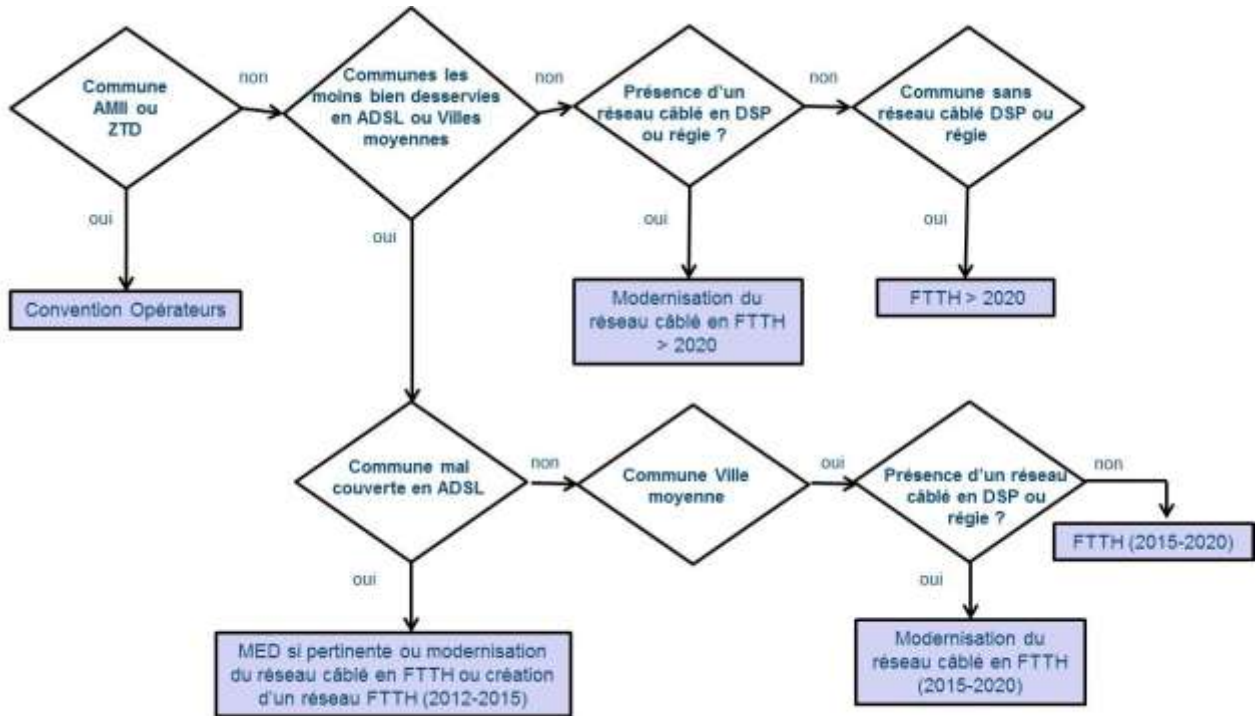 Commune
AMII ou
ZTD
non
Communes les
moins bien desservies
en ADSL ou Villes
moyennes
non
Présence d'un
réseau câblé en DSP
ou régie ?
non
Commune sans
réseau câblé DSP ou
régie
oui
oui
oui
oui
Convention Opérateurs
Modernisation du
réseau câblé en FTTH
> 2020
FTTH > 2020
Commune mal
couverte en ADSL
non
Commune Ville
moyenne
oui
Présence d'un réseau
câblé en DSP ou
régie ?
non
FTTH (2015-2020)
oui
oui
MED si pertinente ou modernisation
du réseau câblé en FTTH ou création
d'un réseau FTTH (2012-2015)
Modernisation du
réseau câblé en FTTH
(2015-2020)